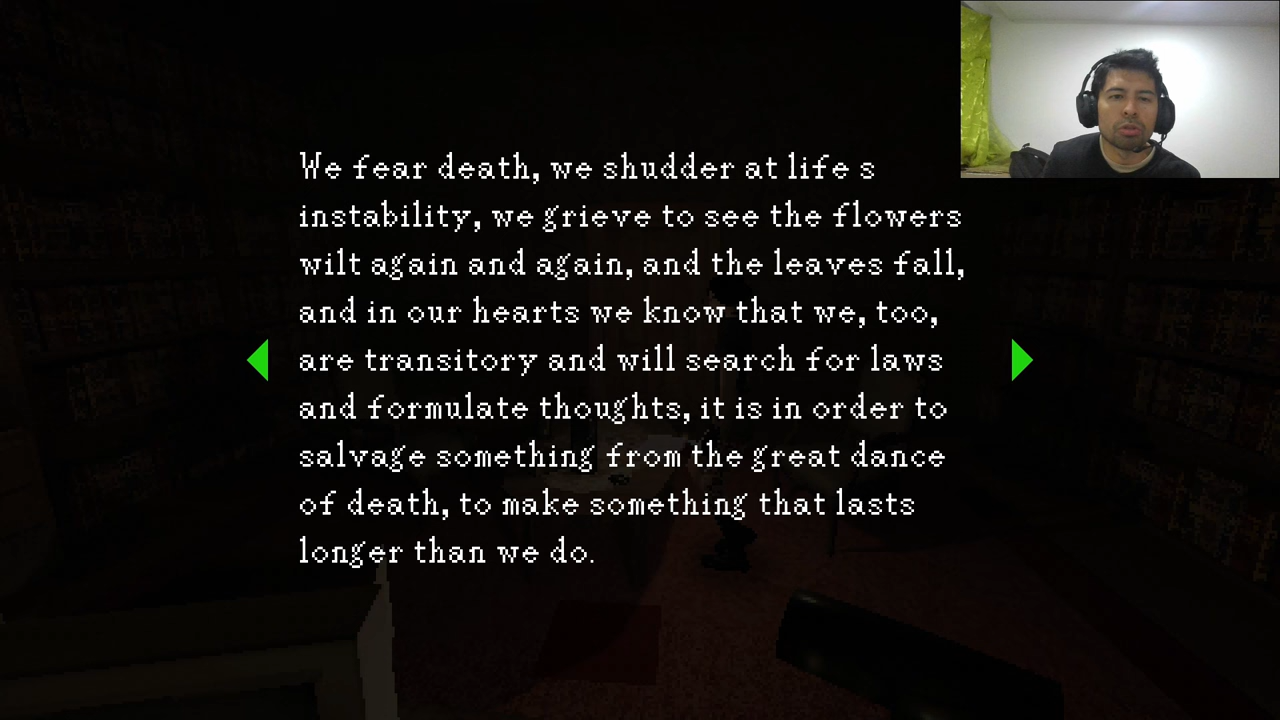 We fear death, we shudder at life s
instability, we grieve to see the flowers
wilt again and again, and the leaves fall,
and in our hearts we know that we, too,
are transitory and will search for laws
and formulate thoughts, it is in order to
salvage something from the great dance
of death, to make something that lasts
longer than we do.